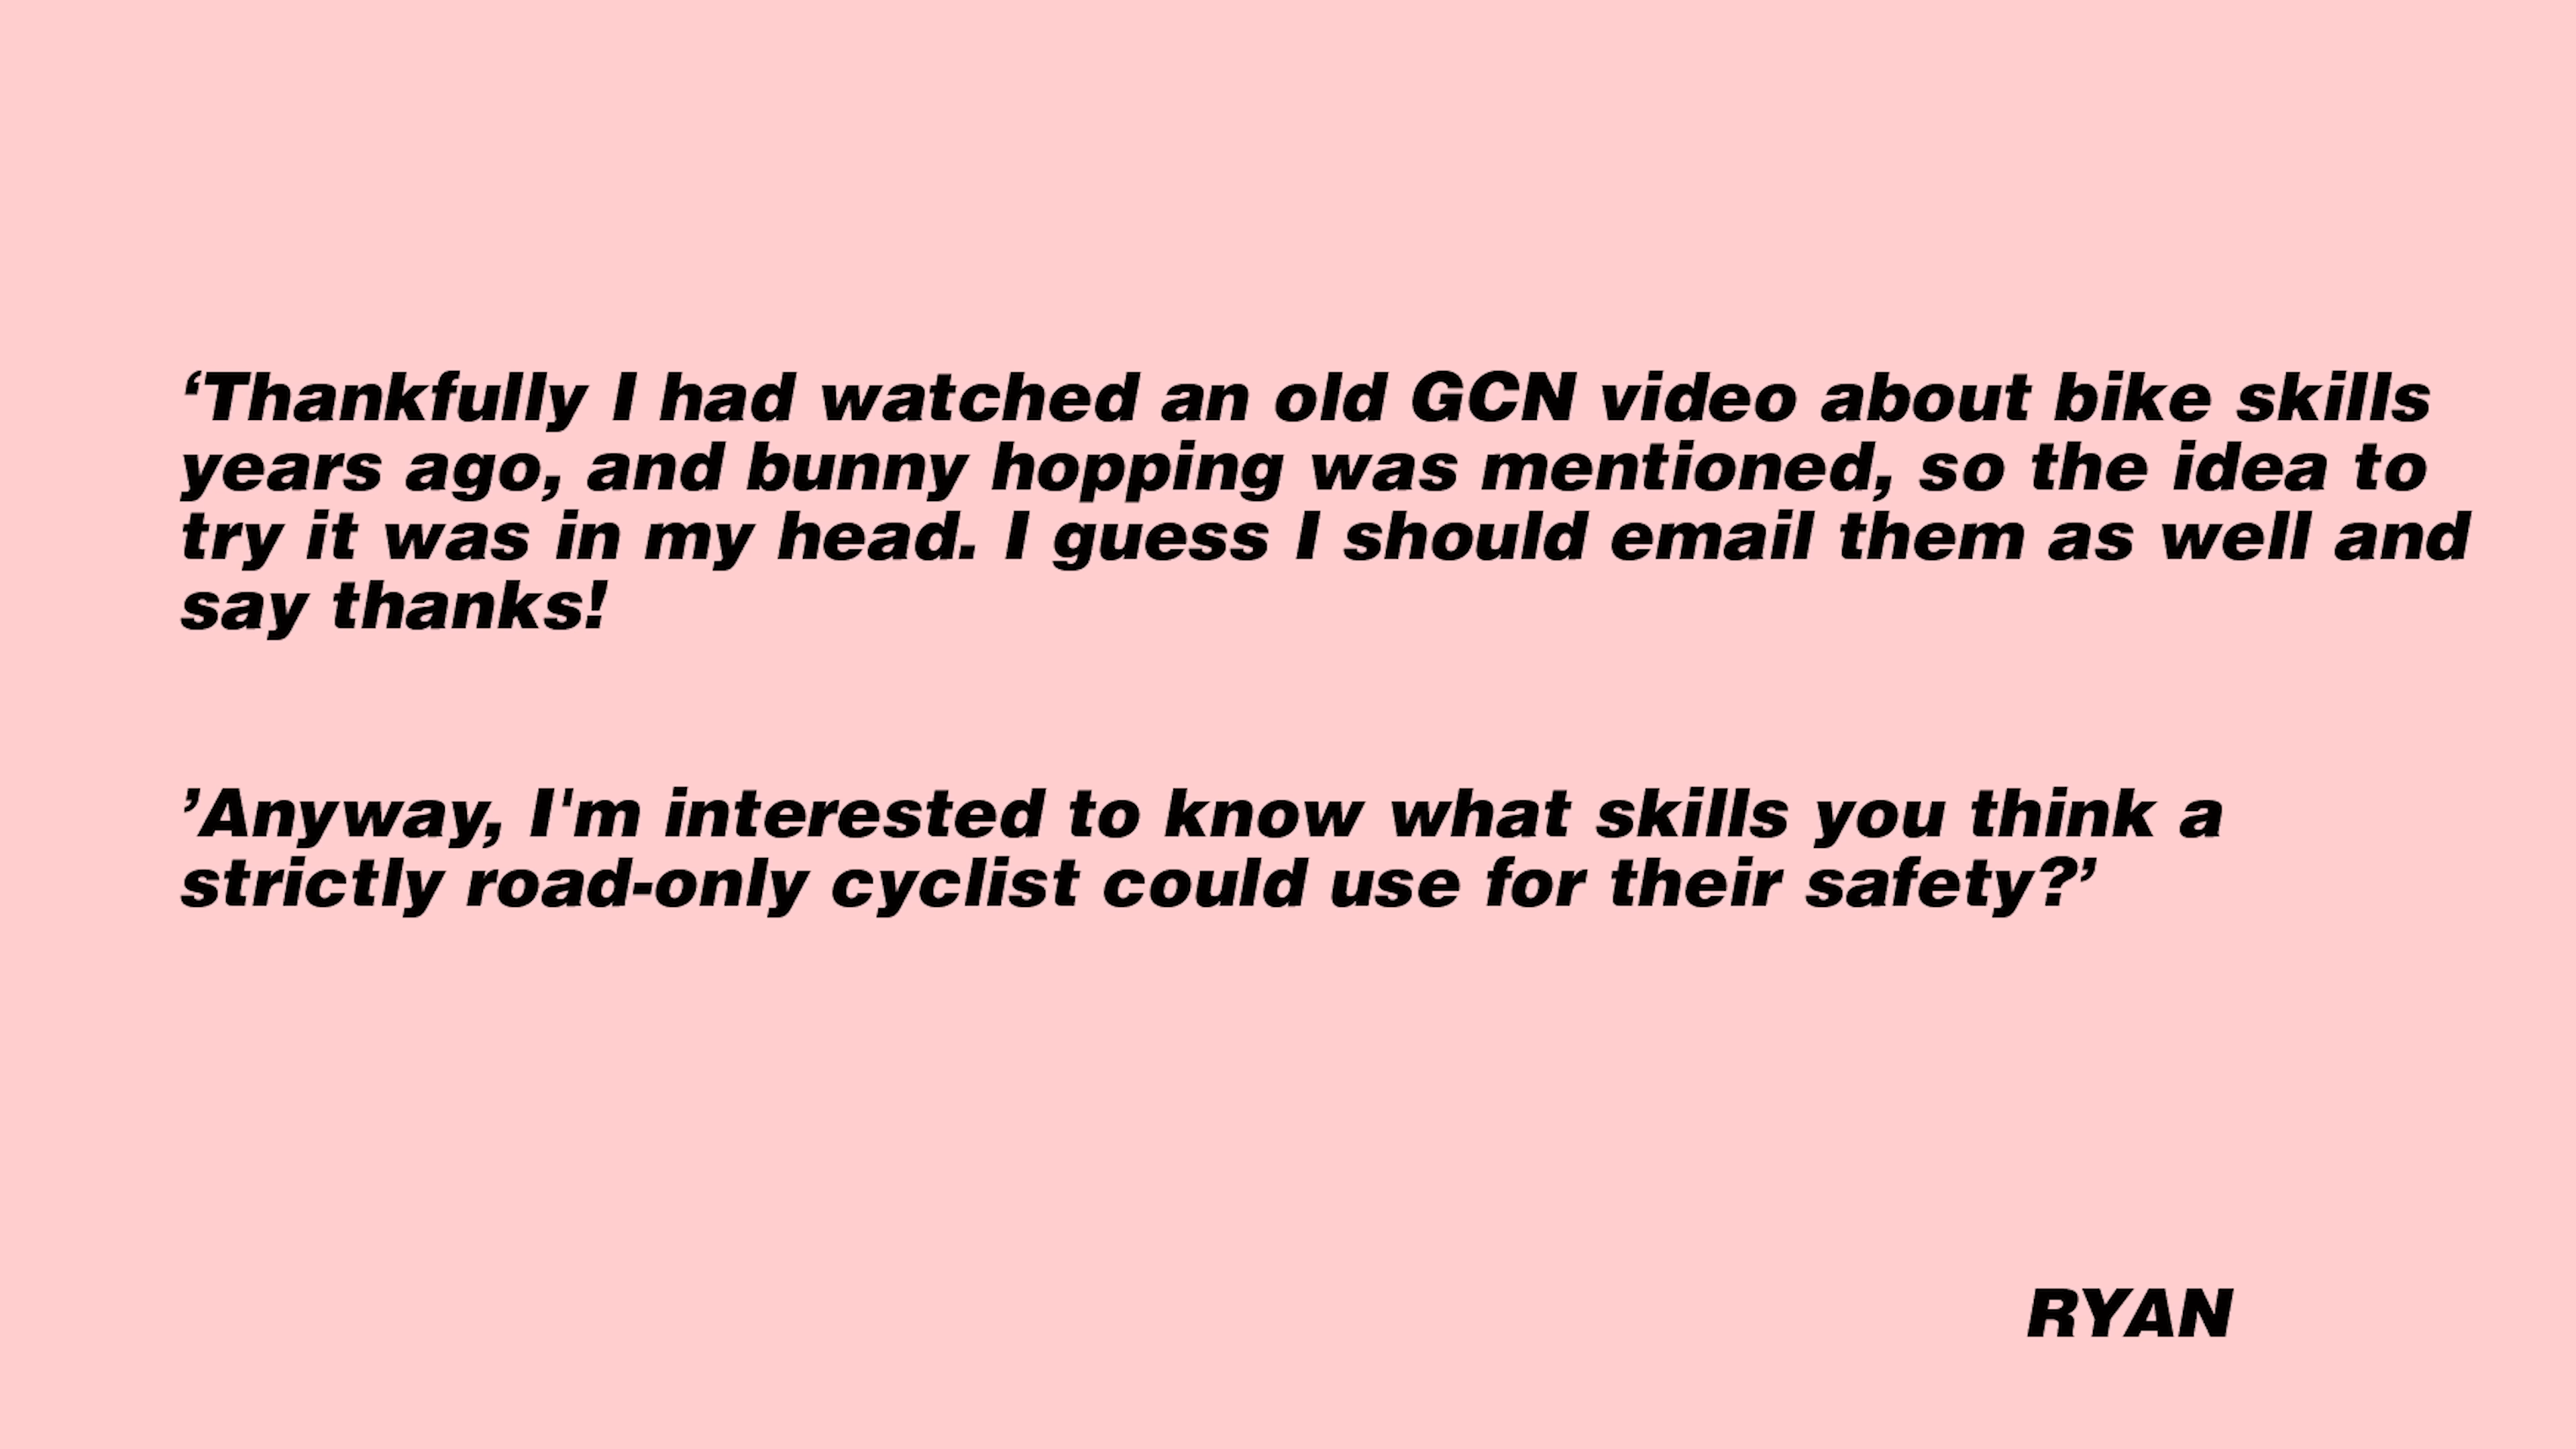 ‘Thankfully I had watched an old GCN video about bike skills
years ago, and bunny hopping was mentioned, so the idea to
try it was in my head. I guess I should email them as well and
say thanks!
’Anyway, I'm interested to know what skills you think a
strictly road-only cyclist could use for their safety?’
RYAN